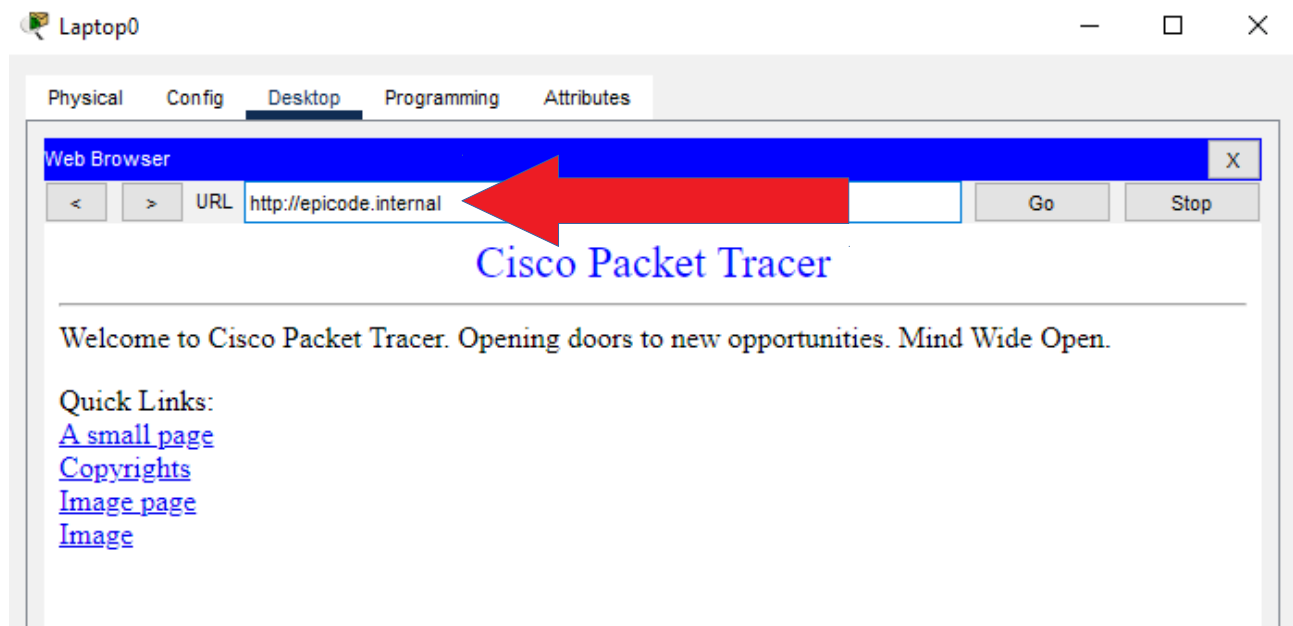 Laptop0
Physical Config Desktop Programming Attributes
Web Browser X
< > URL http://epicode.internal Go Stop
Cisco Packet Tracer
Welcome to Cisco Packet Tracer. Opening doors to new opportunities. Mind Wide Open.
Quick Links:
A small page
Copyrights
Image page
Image